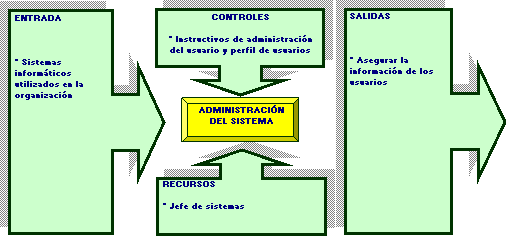 ENTRADA
* Sistemas
informáticos
utilizados en la
organización
CONTROLES
* Instructivos de administración
del usuario y perfil de usuarios
ADMINISTRACIÓN
DEL SISTEMA
RECURSOS
* Jefe de sistemas
SALIDAS
* Asegurar la
información de los
usuarios